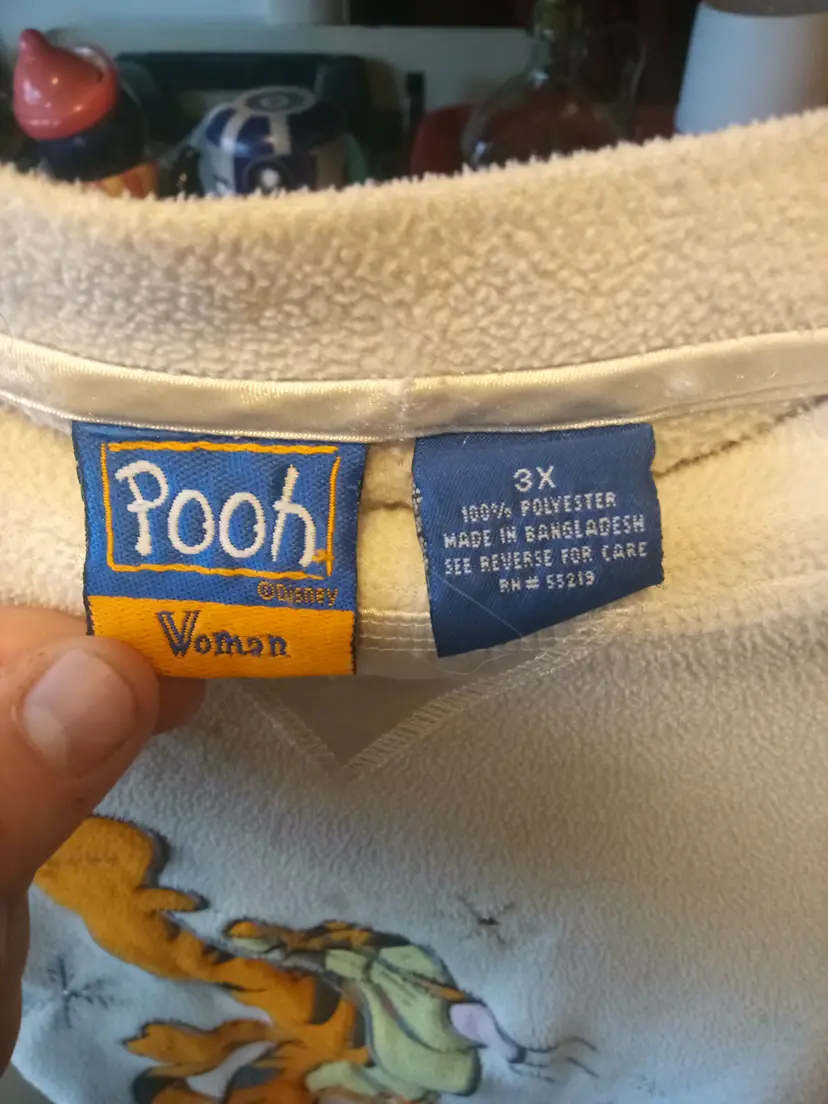 Pooh
©Disney
Woman
3X
100% POLYESTER
MADE IN BANGLADESH
SEE REVERSE FOR CARE
RN# 55219